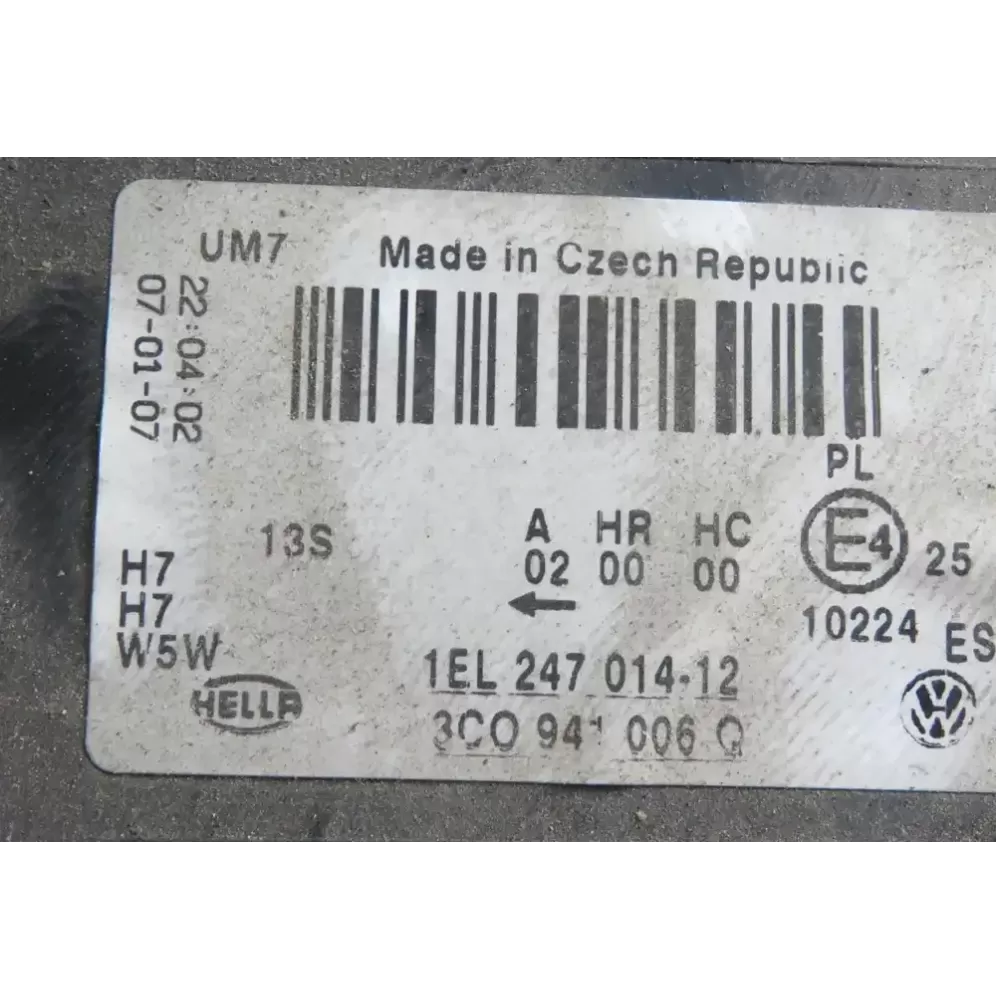 UM7 Made in Czech Republic
22:04:02
07-01-07
PL
13S
A HR HC
02 00 00
E4 25
H7
H7
W5W
10224 ES
1EL 247 014-12
HELLA
3C0 941 006 Q
VW